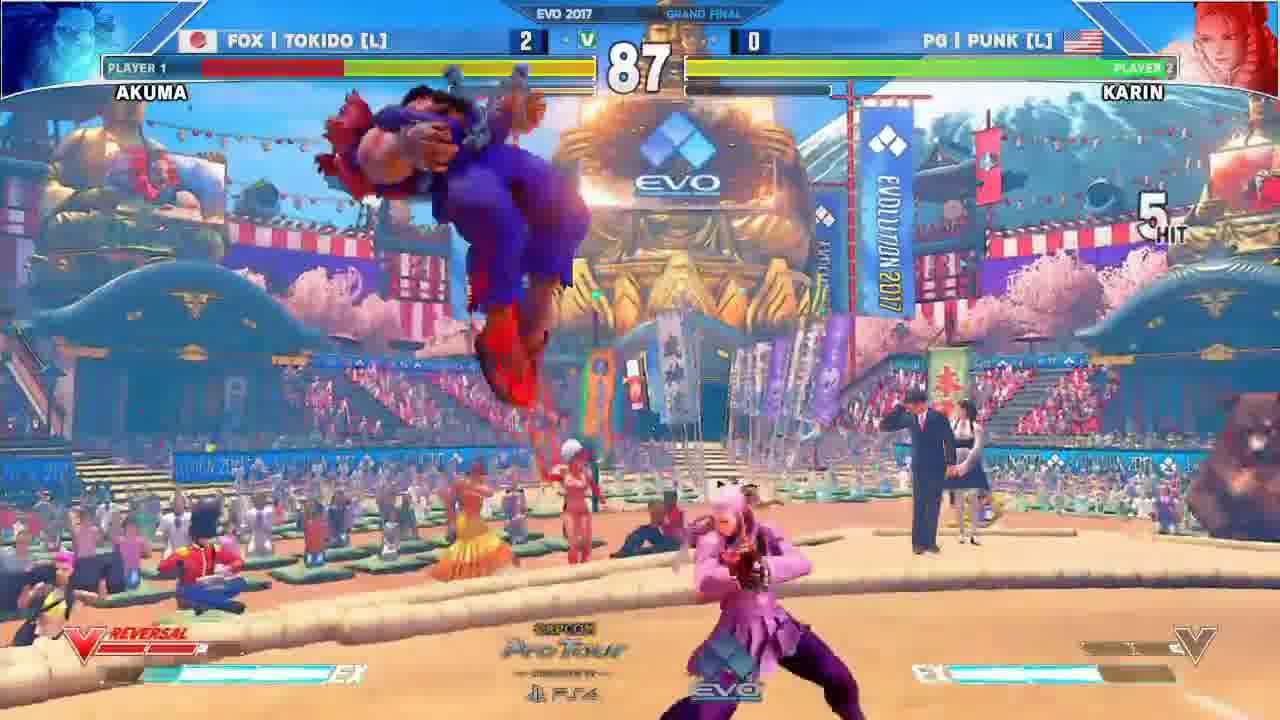 EVO 2017
GRAND FINAL
FOX | TOKIDO [L]
2
V
0
PG | PUNK [L]
PLAYER 1
87
PLAYER 2
AKUMA
KARIN
EVO
EVOLUTION 2017
5
HIT
REVERSAL
V
EX
CAPCOM
Pro Tour
PS4
EVO
EX
V